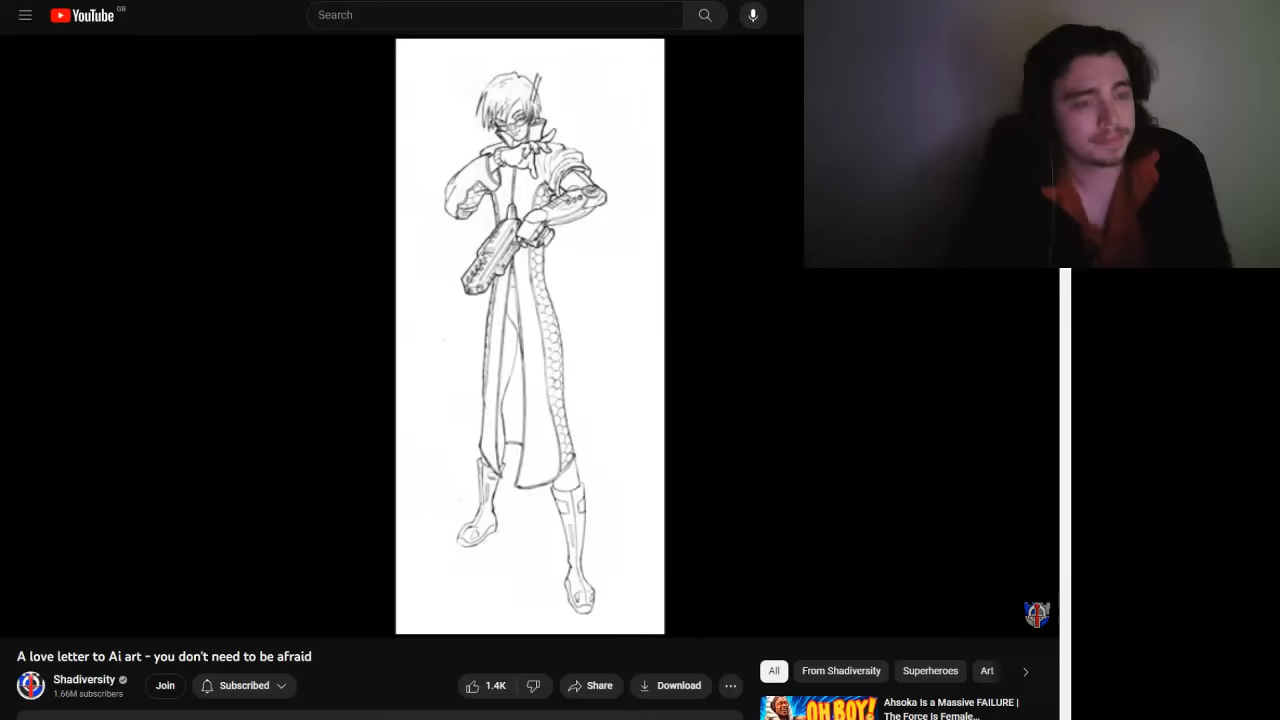 YouTube GB
Search
A love letter to Ai art - you don't need to be afraid
Shadiversity
1.66M subscribers
Join
Subscribed
1.4K
Share
Download
All
From Shadiversity
Superheroes
Art
OH BOY!
Ahsoka Is a Massive FAILURE |
The Force Is Female...